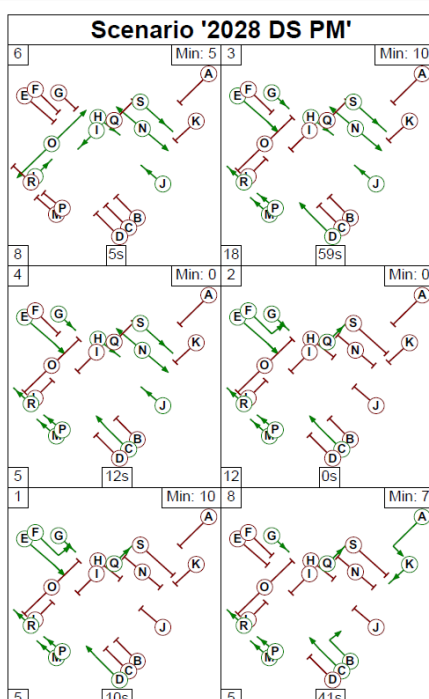 Scenario '2028 DS PM'
6
Min: 5
A
E
F
G
H
I
Q
S
K
O
N
R
J
M
P
B
C
D
8
5s
3
Min: 10
A
E
F
G
H
I
Q
S
K
O
N
R
J
M
P
B
C
D
18
59s
4
Min: 0
A
E
F
G
H
I
Q
S
K
O
N
R
J
M
P
B
C
D
5
12s
2
Min: 0
A
E
F
G
H
I
Q
S
K
O
N
R
J
M
P
B
C
D
12
0s
1
Min: 10
A
E
F
G
H
I
Q
S
K
O
N
R
J
M
P
B
C
D
5
10s
8
Min: 7
A
E
F
G
H
I
Q
S
K
O
N
R
J
M
P
B
C
D
5
41s